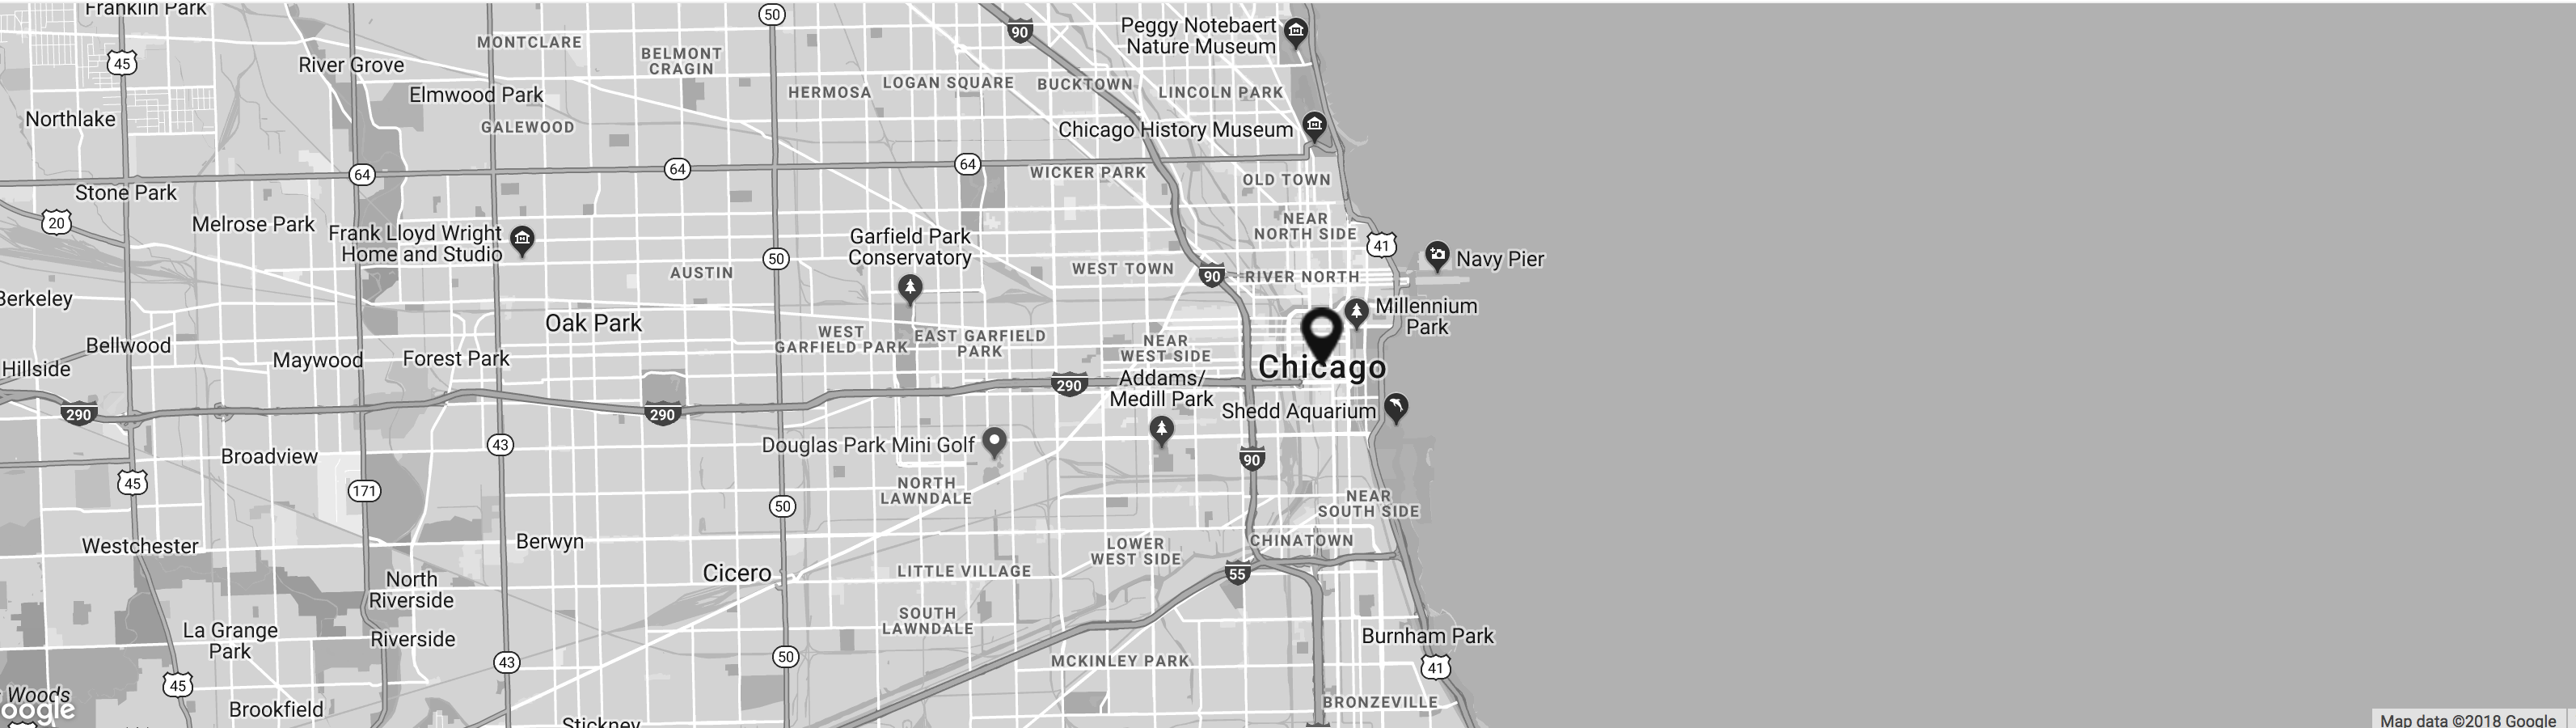 Franklin Park
50
90
Peggy Notebaert
Nature Museum
MONTCLARE
BELMONT
CRAGIN
45
River Grove
LOGAN SQUARE
BUCKTOWN
HERMOSA
LINCOLN PARK
Elmwood Park
Northlake
GALEWOOD
Chicago History Museum
64
64
64
WICKER PARK
OLD TOWN
Stone Park
20
Melrose Park
Frank Lloyd Wright
Home and Studio
NEAR
NORTH SIDE
Garfield Park
Conservatory
41
50
Navy Pier
AUSTIN
WEST TOWN
90
RIVER NORTH
Berkeley
Millennium
Park
Oak Park
WEST
GARFIELD PARK
EAST GARFIELD
PARK
NEAR
WEST SIDE
Bellwood
Maywood
Forest Park
Hillside
Chicago
290
290
290
Addams/
Medill Park
Shedd Aquarium
43
Douglas Park Mini Golf
Broadview
90
45
171
NORTH
LAWNDALE
50
NEAR
SOUTH SIDE
Westchester
Berwyn
CHINATOWN
LOWER
WEST SIDE
Cicero
LITTLE VILLAGE
55
North
Riverside
SOUTH
LAWNDALE
La Grange
Park
Riverside
Burnham Park
43
50
MCKINLEY PARK
41
45
Woods
oogle
Brookfield
BRONZEVILLE
Stickney
Map data ©2018 Google